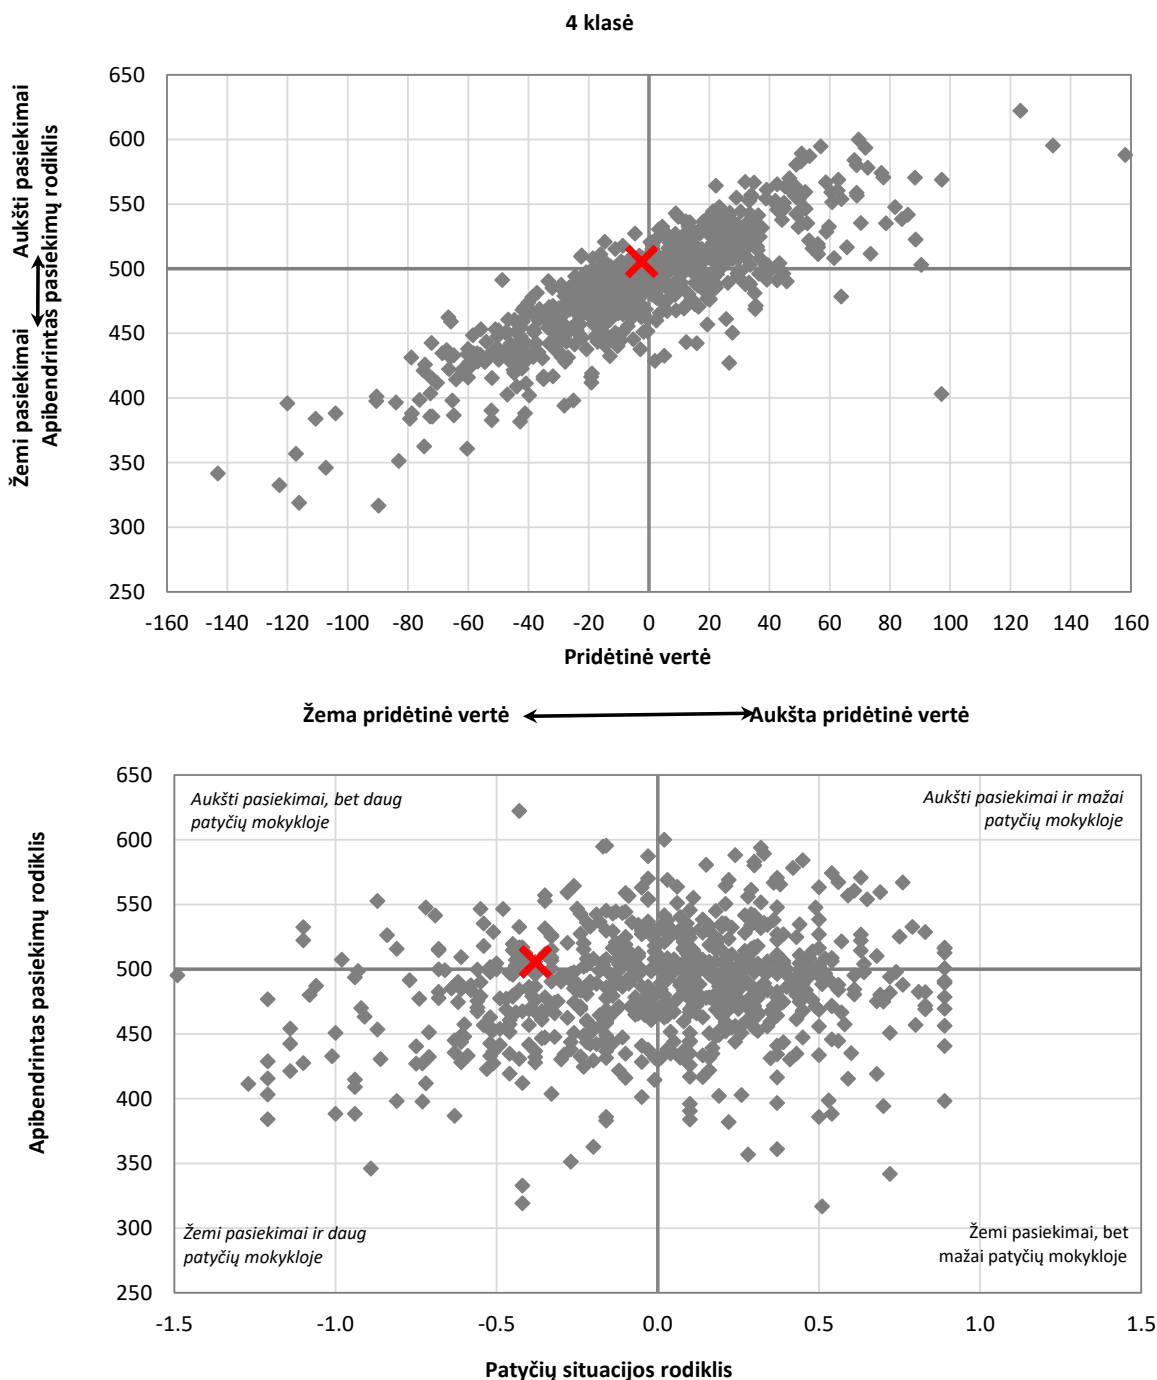 4 klasė
650
600
550
500
450
400
350
300
250
Aukšti pasiekimai
Žemi pasiekimai
Apibendrintas pasiekimų rodiklis
-160 -140 -120 -100 -80 -60 -40 -20 0 20 40 60 80 100 120 140 160
Pridėtinė vertė
Žema pridėtinė vertė Aukšta pridėtinė vertė
650
600
550
500
450
400
350
300
250
Apibendrintas pasiekimų rodiklis
Aukšti pasiekimai, bet daug
patyčių mokykloje
Aukšti pasiekimai ir mažai
patyčių mokykloje
Žemi pasiekimai ir daug
patyčių mokykloje
Žemi pasiekimai, bet
mažai patyčių mokykloje
-1.5 -1.0 -0.5 0.0 0.5 1.0 1.5
Patyčių situacijos rodiklis